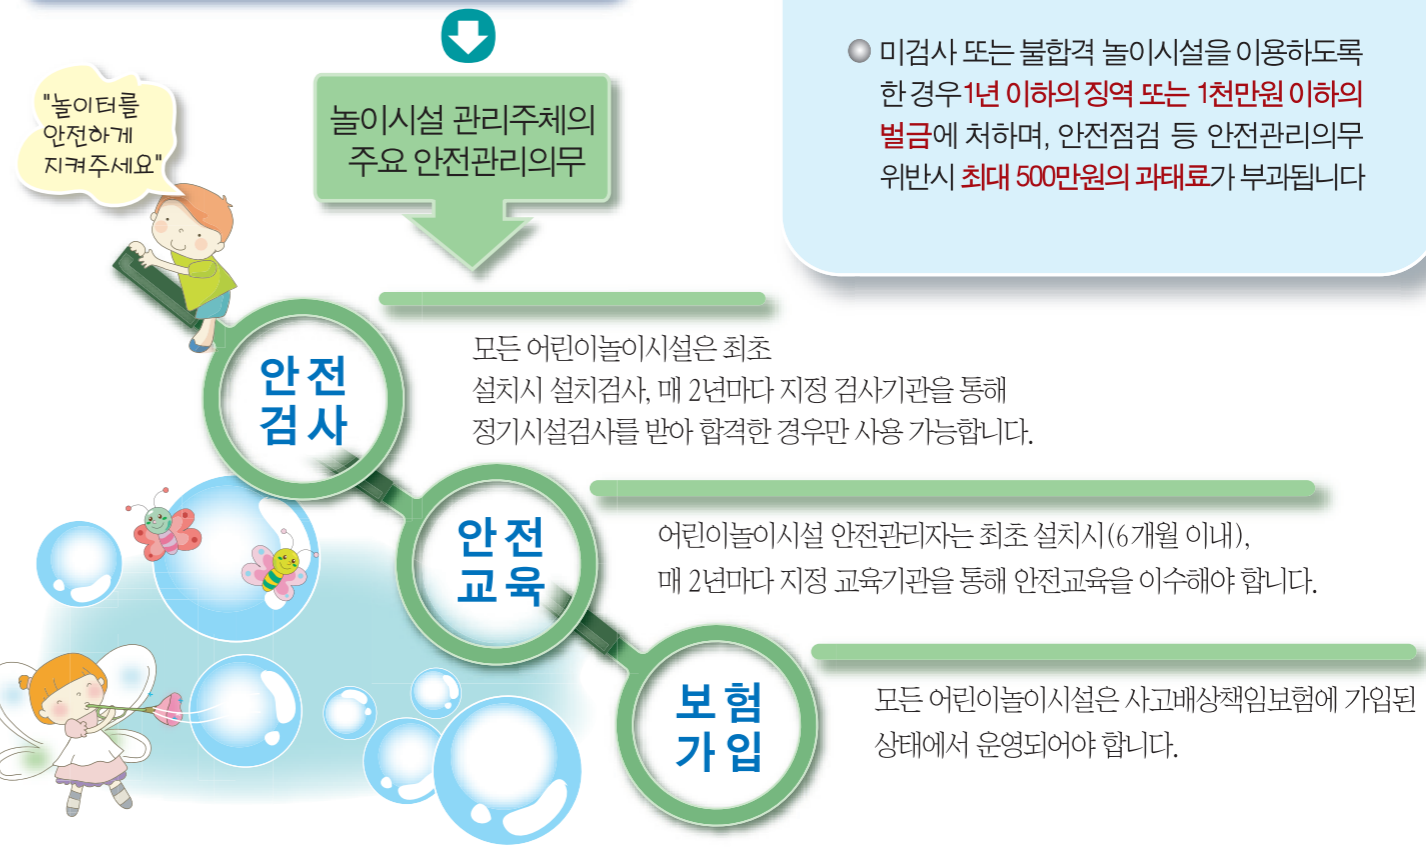 "놀이터를
안전하게
지켜주세요"
놀이시설 관리주체의
주요 안전관리의무
미검사 또는 불합격 놀이시설을 이용하도록
한 경우 1년 이하의 징역 또는 1천만원 이하의
벌금에 처하며, 안전점검 등 안전관리의무
위반시 최대 500만원의 과태료가 부과됩니다
안전
검사
모든 어린이놀이시설은 최초
설치시 설치검사, 매 2년마다 지정 검사기관을 통해
정기시설검사를 받아 합격한 경우만 사용 가능합니다.
안전
교육
어린이놀이시설 안전관리자는 최초 설치시(6개월 이내),
매 2년마다 지정 교육기관을 통해 안전교육을 이수해야 합니다.
보험
가입
모든 어린이놀이시설은 사고배상책임보험에 가입된
상태에서 운영되어야 합니다.